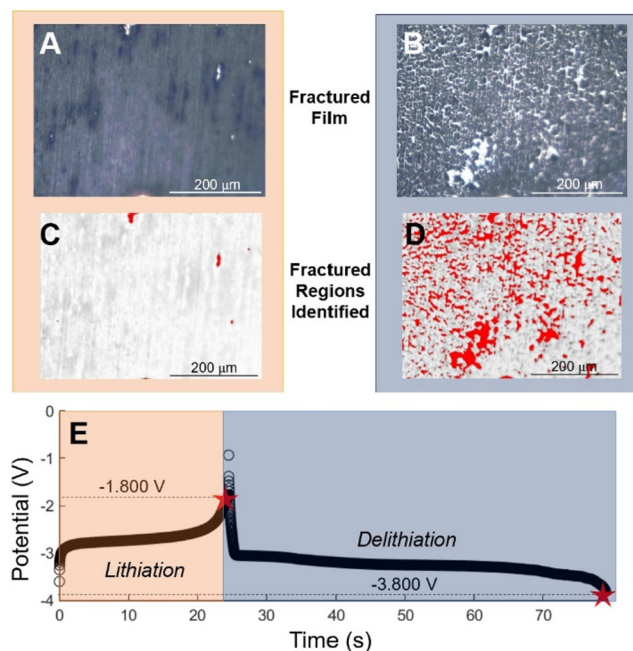 A
B
200 μm
Fractured
Film
200 μm
C
D
200 μm
Fractured
Regions
Identified
200 μm
E
0
-1
-2
-3
-4
Potential (V)
-1.800 V
Lithiation
Delithiation
-3.800 V
0
10
20
30
40
50
60
70
Time (s)